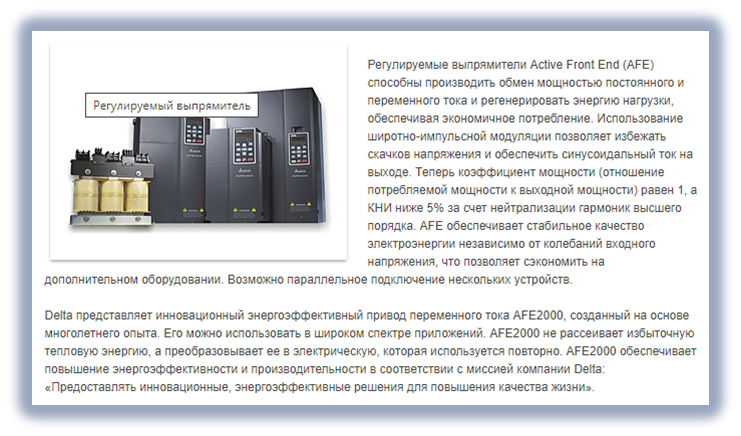 Регулируемый выпрямитель
Регулируемые выпрямители Active Front End (AFE)
способны производить обмен мощностью постоянного и
переменного тока и регенерировать энергию нагрузки,
обеспечивая экономичное потребление. Использование
широтно-импульсной модуляции позволяет избежать
скачков напряжения и обеспечить синусоидальный ток на
выходе. Теперь коэффициент мощности (отношение
потребляемой мощности к выходной мощности) равен 1, а
КНИ ниже 5% за счет нейтрализации гармоник высшего
порядка. AFE обеспечивает стабильное качество
электроэнергии независимо от колебаний входного
напряжения, что позволяет сэкономить на
дополнительном оборудовании. Возможно параллельное подключение нескольких устройств.
Delta представляет инновационный энергоэффективный привод переменного тока AFE2000, созданный на основе
многолетнего опыта. Его можно использовать в широком спектре приложений. AFE2000 не рассеивает избыточную
тепловую энергию, а преобразовывает ее в электрическую, которая используется повторно. AFE2000 обеспечивает
повышение энергоэффективности и производительности в соответствии с миссией компании Delta:
«Предоставлять инновационные, энергоэффективные решения для повышения качества жизни».